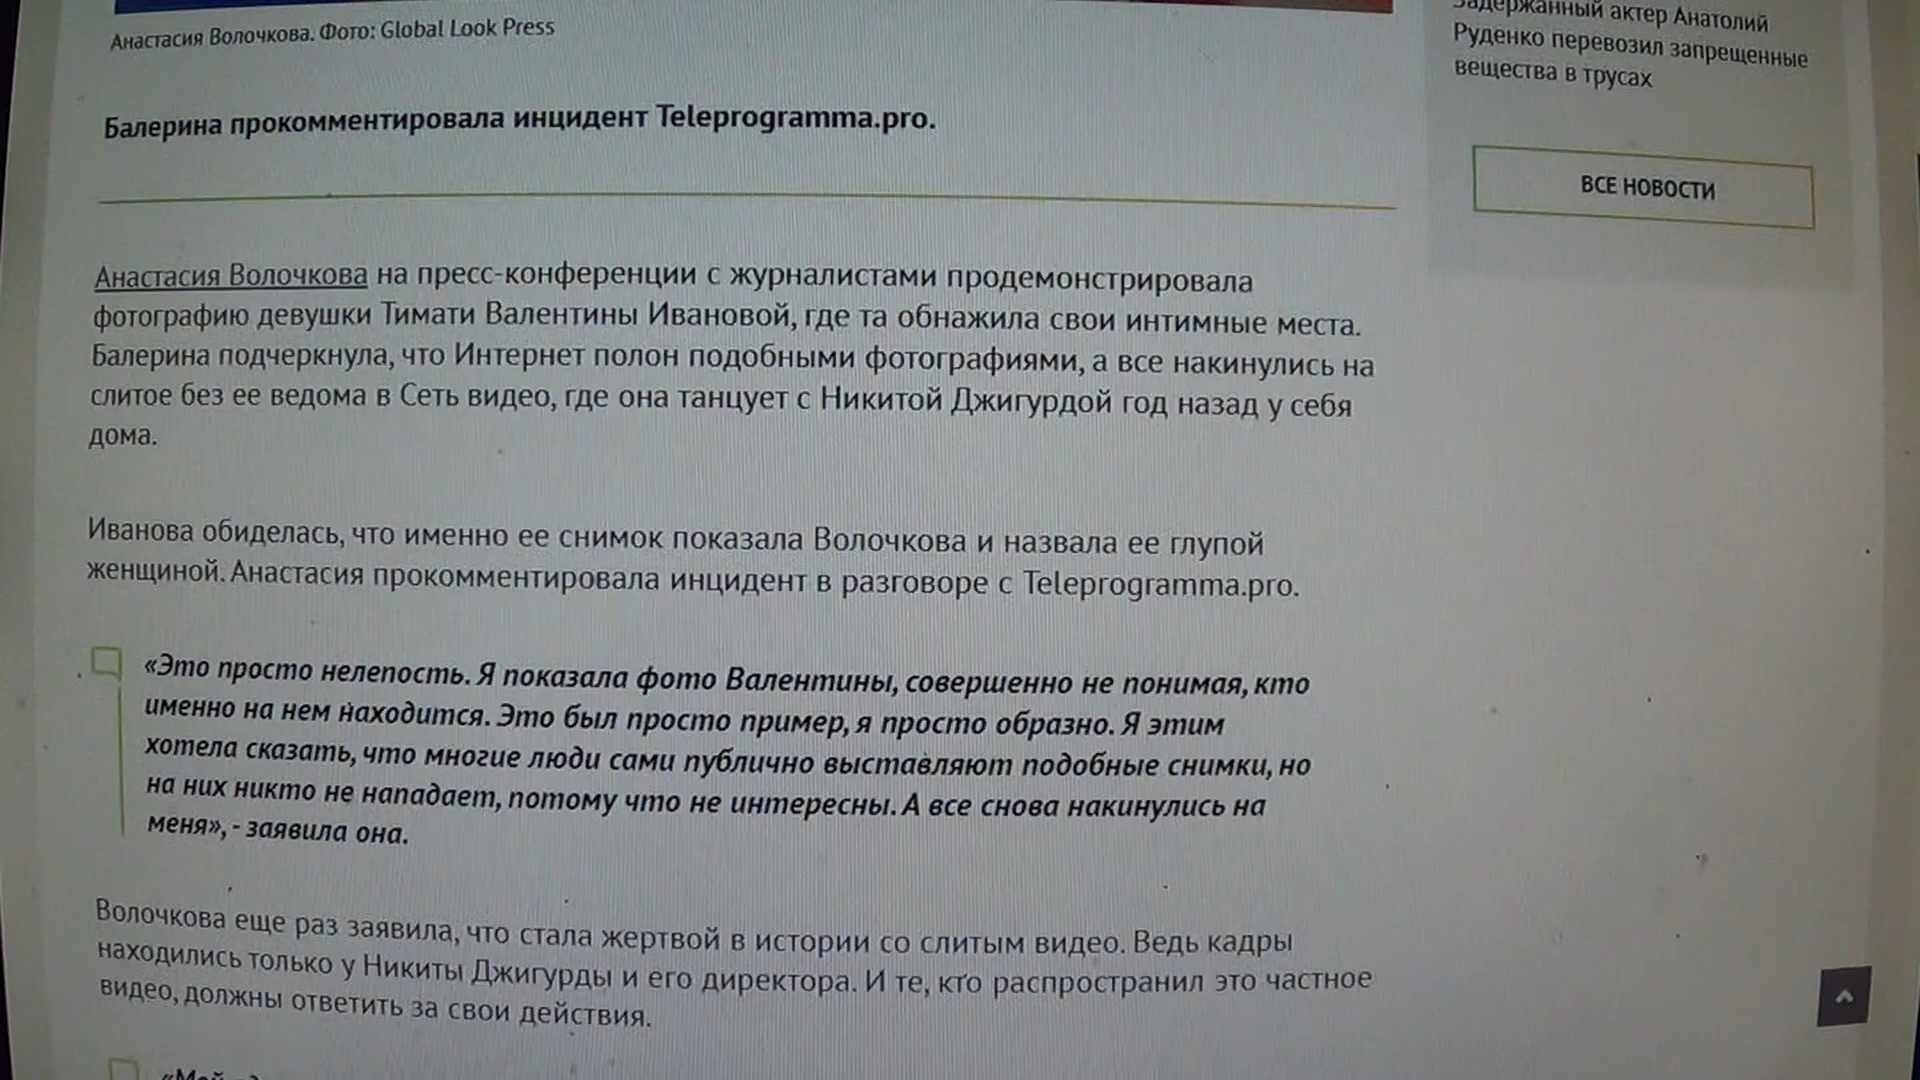 Анастасия Волочкова. Фото: Global Look Press
Балерина прокомментировала инцидент Teleprogramma.pro.
Анастасия Волочкова на пресс-конференции с журналистами продемонстрировала
фотографию девушки Тимати Валентины Ивановой, где та обнажила свои интимные места.
Балерина подчеркнула, что Интернет полон подобными фотографиями, а все накинулись на
слитое без ее ведома в Сеть видео, где она танцует с Никитой Джигурдой год назад у себя
дома.
Иванова обиделась, что именно ее снимок показала Волочкова и назвала ее глупой
женщиной. Анастасия прокомментировала инцидент в разговоре с Teleprogramma.pro.
«Это просто нелепость. Я показала фото Валентины, совершенно не понимая, кто
именно на нем находится. Это был просто пример, я просто образно. Я этим
хотела сказать, что многие люди сами публично выставляют подобные снимки, но
на них никто не нападает, потому что не интересны. А все снова накинулись на
меня», - заявила она.
Волочкова еще раз заявила, что стала жертвой в истории со слитым видео. Ведь кадры
находились только у Никиты Джигурды и его директора. И те, кто распространил это частное
видео, должны ответить за свои действия.
Задержанный актер Анатолий
Руденко перевозил запрещенные
вещества в трусах
ВСЕ НОВОСТИ